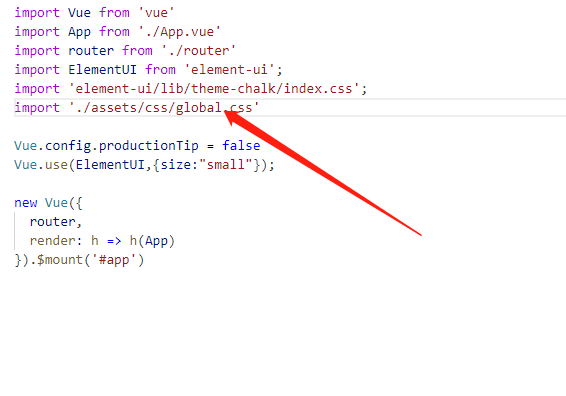 import Vue from 'vue'
import App from './App.vue'
import router from './router'
import ElementUI from 'element-ui';
import 'element-ui/lib/theme-chalk/index.css';
import './assets/css/global.css'
Vue.config.productionTip = false
Vue.use(ElementUI,{size:"small"});
new Vue({
  router,
  render: h => h(App)
}).$mount('#app')